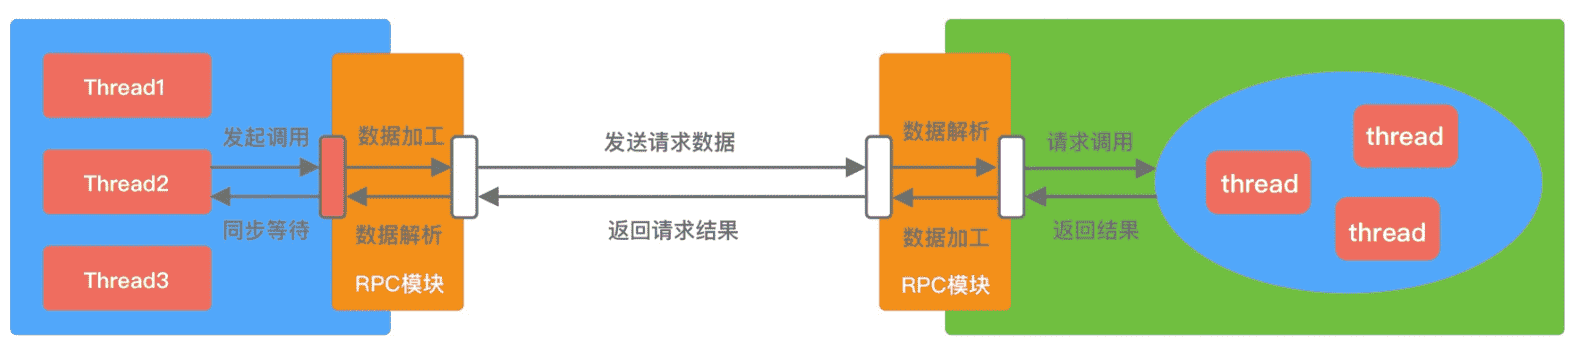 Thread1
Thread2
Thread3
发起调用
同步等待
数据加工
数据解析
RPC模块
发送请求数据
返回请求结果
数据解析
数据加工
RPC模块
请求调用
返回结果
thread
thread
thread